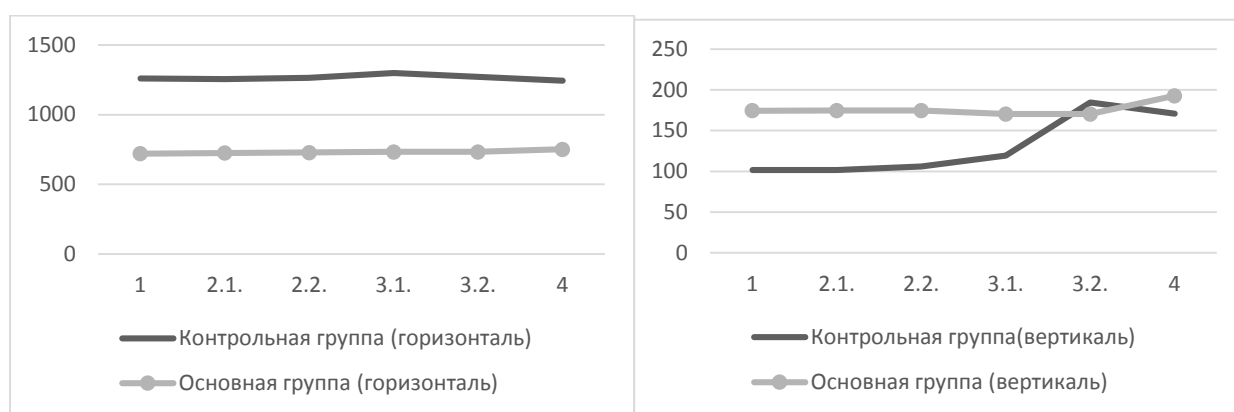 1500
1000
500
0
1 2.1. 2.2. 3.1. 3.2. 4
Контрольная группа (горизонталь)
Основная группа (горизонталь)
250
200
150
100
50
0
1 2.1. 2.2. 3.1. 3.2. 4
Контрольная группа(вертикаль)
Основная группа (вертикаль)